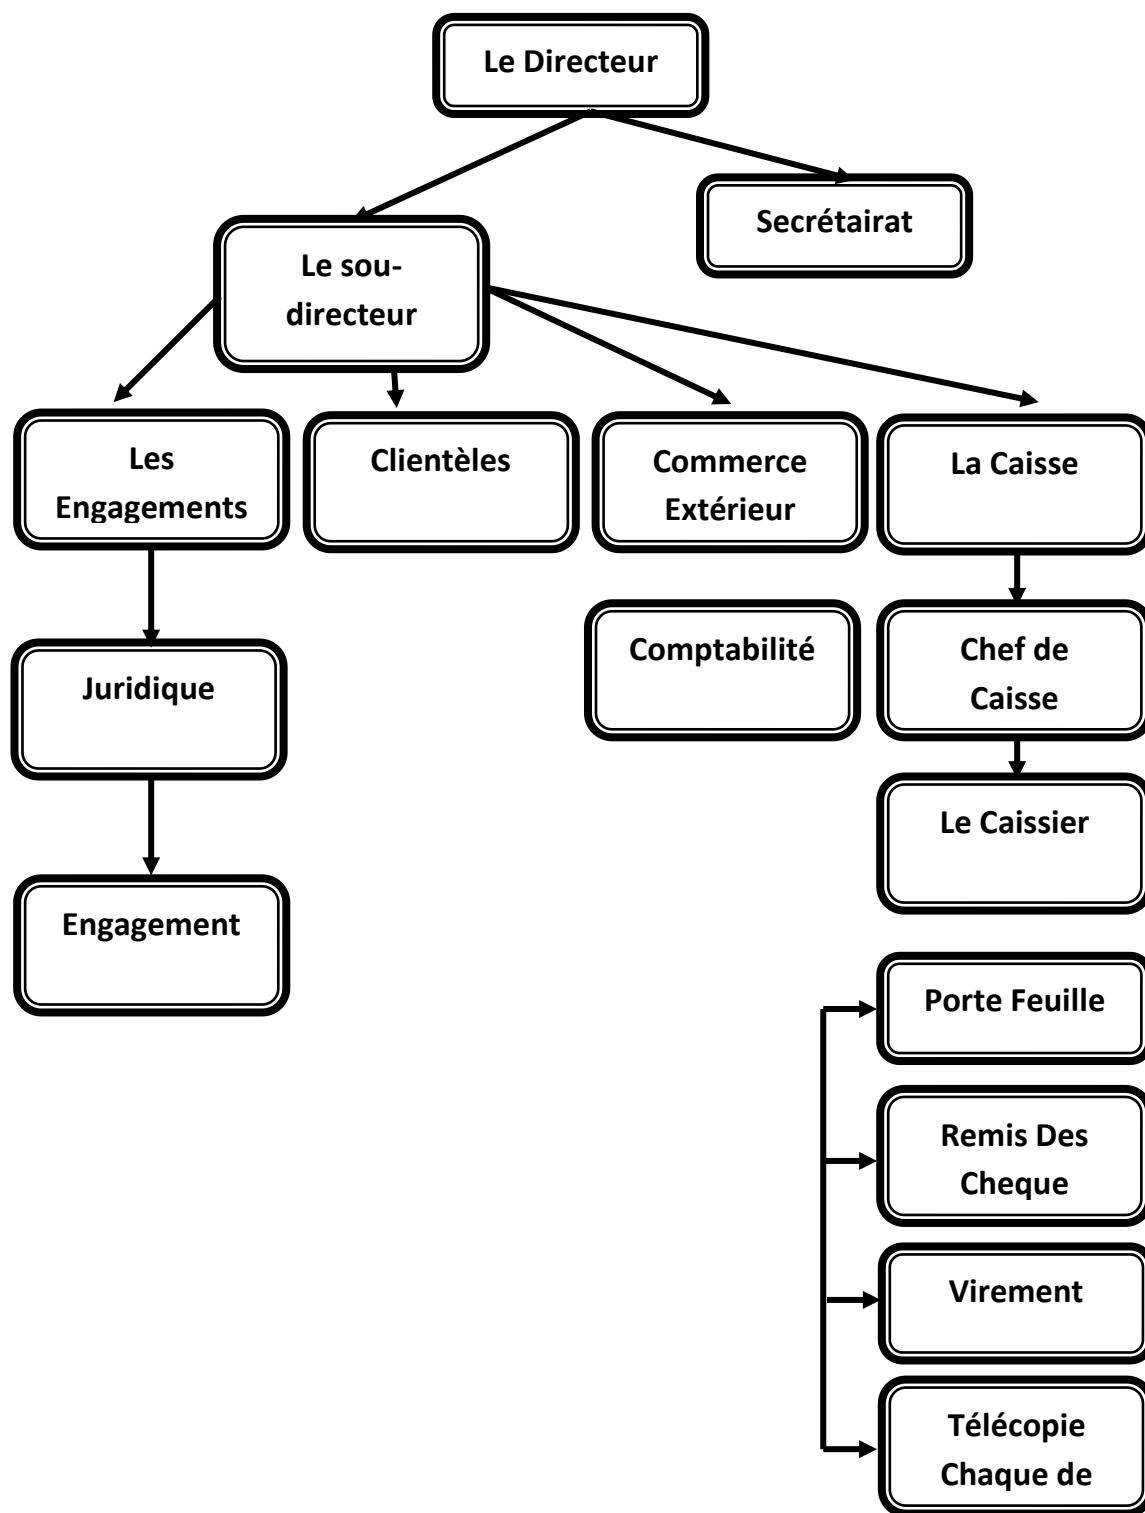 Le Directeur
Secrétairat
Le sou-
directeur
Les
Engagements
Clientèles
Commerce
Extérieur
La Caisse
Juridique
Comptabilité
Chef de
Caisse
Le Caissier
Engagement
Porte Feuille
Remis Des
Cheque
Virement
Télécopie
Chaque de